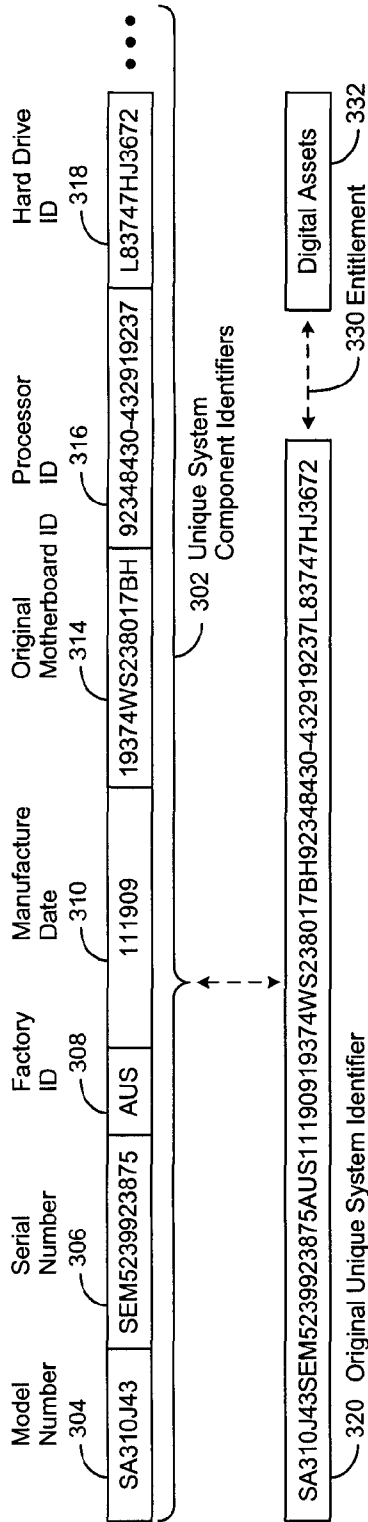 Model Number
304
Serial Number
306
Factory ID
308
Manufacture Date
310
Original Motherboard ID
314
Processor ID
316
Hard Drive ID
318
SA310J43
SEM5239923875
AUS
111909
19374WS238017BH
92348430-432919237
L83747HJ3672
302 Unique System
Component Identifiers
SA310J43SEM5239923875AUS11190919374WS238017BH92348430-432919237L83747HJ3672
Digital Assets
320 Original Unique System Identifier
330 Entitlement
332